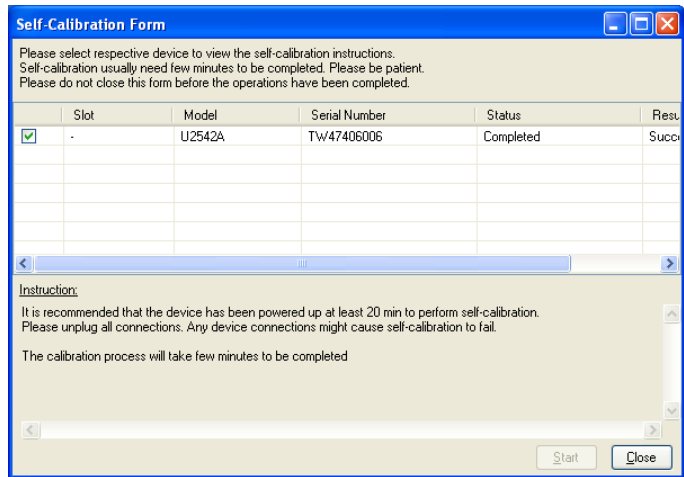 Self-Calibration Form
Please select respective device to view the self-calibration instructions.
Self-calibration usually need few minutes to be completed. Please be patient.
Please do not close this form before the operations have been completed.
Slot Model Serial Number Status Resu
- U2542A TW47406006 Completed Succe
Instruction:
It is recommended that the device has been powered up at least 20 min to perform self-calibration.
Please unplug all connections. Any device connections might cause self-calibration to fail.
The calibration process will take few minutes to be completed
Start Close